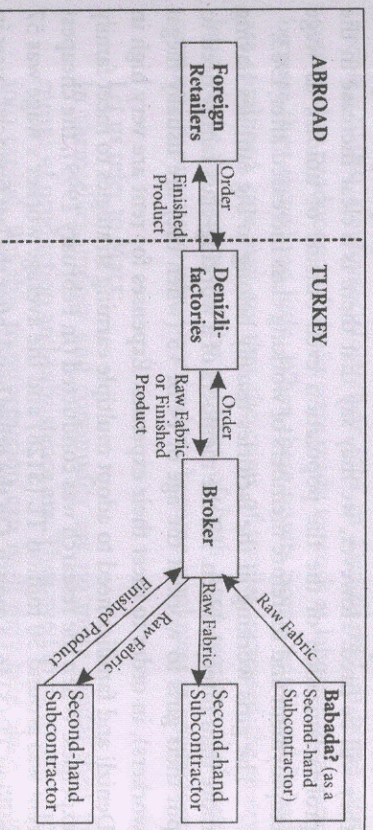 ABROAD
TURKEY
Foreign
Retailers
Order
Finished
Product
Denizli-
factories
Order
Raw Fabric
or Finished
Product
Broker
Raw Fabric
Raw Fabric
Raw Fabric
Finished Product
Babada? (as a
Second-hand
Subcontractor)
Second-hand
Subcontractor
Second-hand
Subcontractor